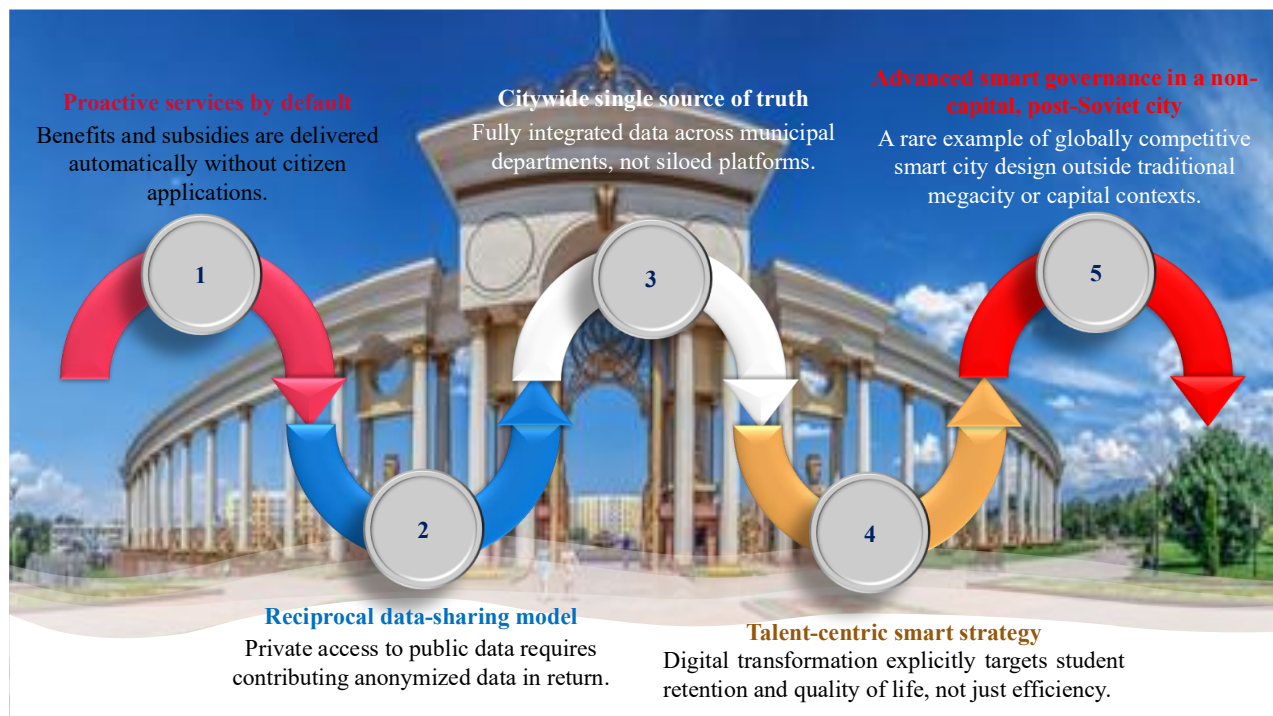 Proactive services by default
Benefits and subsidies are delivered
automatically without citizen
applications.
1
Reciprocal data-sharing model
Private access to public data requires
contributing anonymized data in return.
2
Citywide single source of truth
Fully integrated data across municipal
departments, not siloed platforms.
3
Talent-centric smart strategy
Digital transformation explicitly targets student
retention and quality of life, not just efficiency.
4
Advanced smart governance in a non-
capital, post-Soviet city
A rare example of globally competitive
smart city design outside traditional
megacity or capital contexts.
5